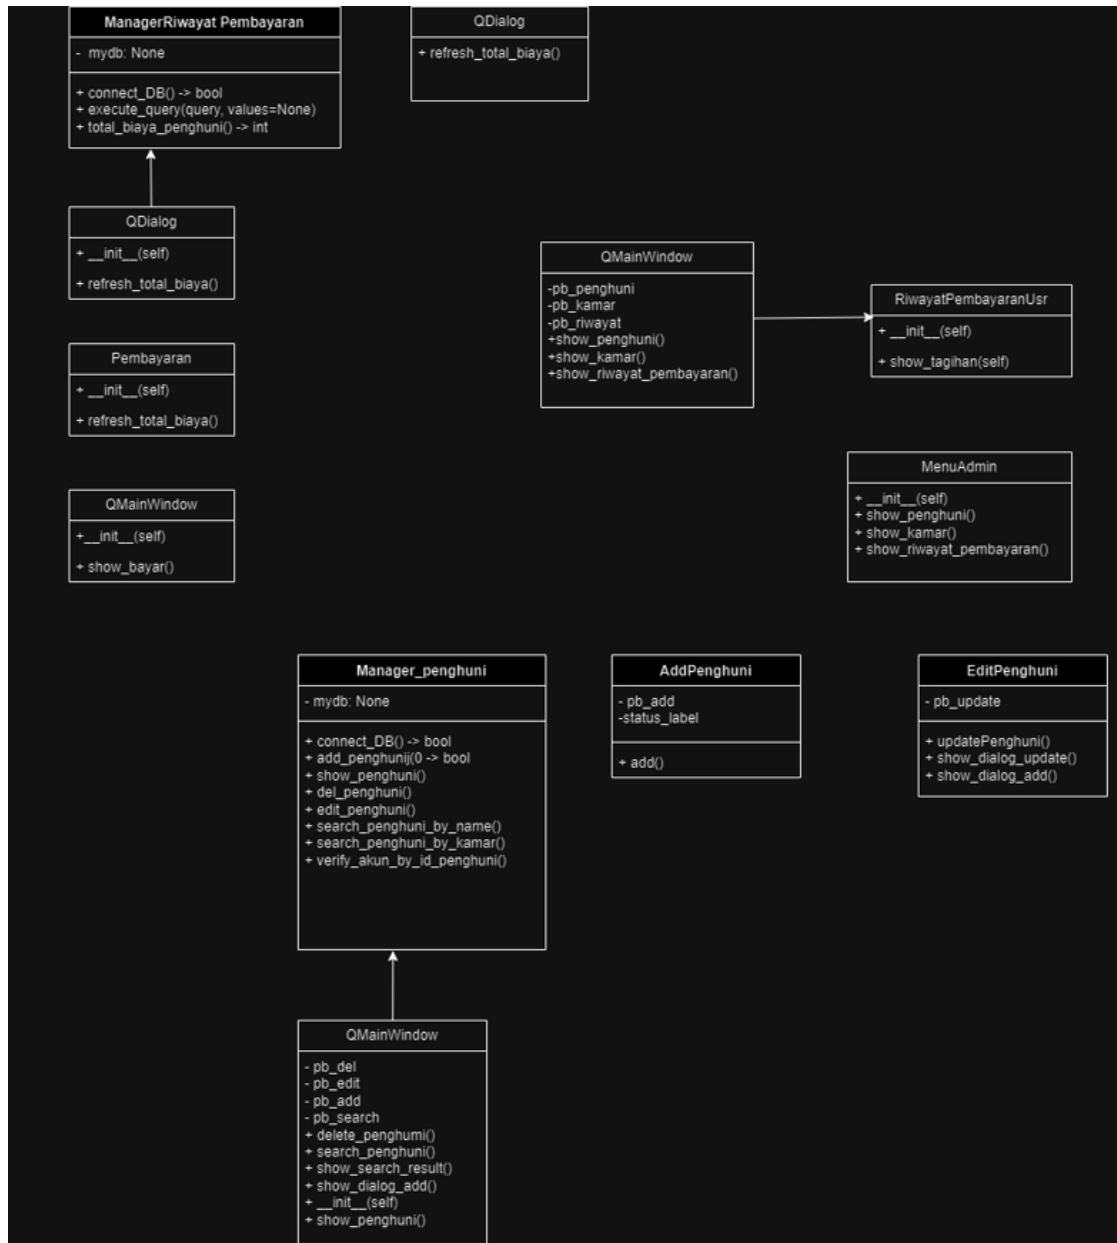 ManagerRiwayat Pembayaran
- mydb: None
+ connect_DB() -> bool
+ execute_query(query, values=None)
+ total_biaya_penghuni() -> int
QDialog
+ refresh_total_biaya()
QDialog
+ __init__(self)
+ refresh_total_biaya()
QMainWindow
-pb_penghuni
-pb_kamar
-pb_riwayat
+show_penghuni()
+show_kamar()
+show_riwayat_pembayaran()
RiwayatPembayaranUsr
+ __init__(self)
+ show_tagihan(self)
Pembayaran
+ __init__(self)
+ refresh_total_biaya()
MenuAdmin
+ __init__(self)
+ show_penghuni()
+ show_kamar()
+ show_riwayat_pembayaran()
QMainWindow
+__init__(self)
+ show_bayar()
Manager_penghuni
- mydb: None
+ connect_DB() -> bool
+ add_penghunij(0 -> bool
+ show_penghuni()
+ del_penghuni()
+ edit_penghuni()
+ search_penghuni_by_name()
+ search_penghuni_by_kamar()
+ verify_akun_by_id_penghuni()
AddPenghuni
- pb_add
-status_label
+ add()
EditPenghuni
- pb_update
+ updatePenghuni()
+ show_dialog_update()
+ show_dialog_add()
QMainWindow
- pb_del
- pb_edit
- pb_add
- pb_search
+ delete_penghumi()
+ search_penghuni()
+ show_search_result()
+ show_dialog_add()
+ __init__(self)
+ show_penghuni()